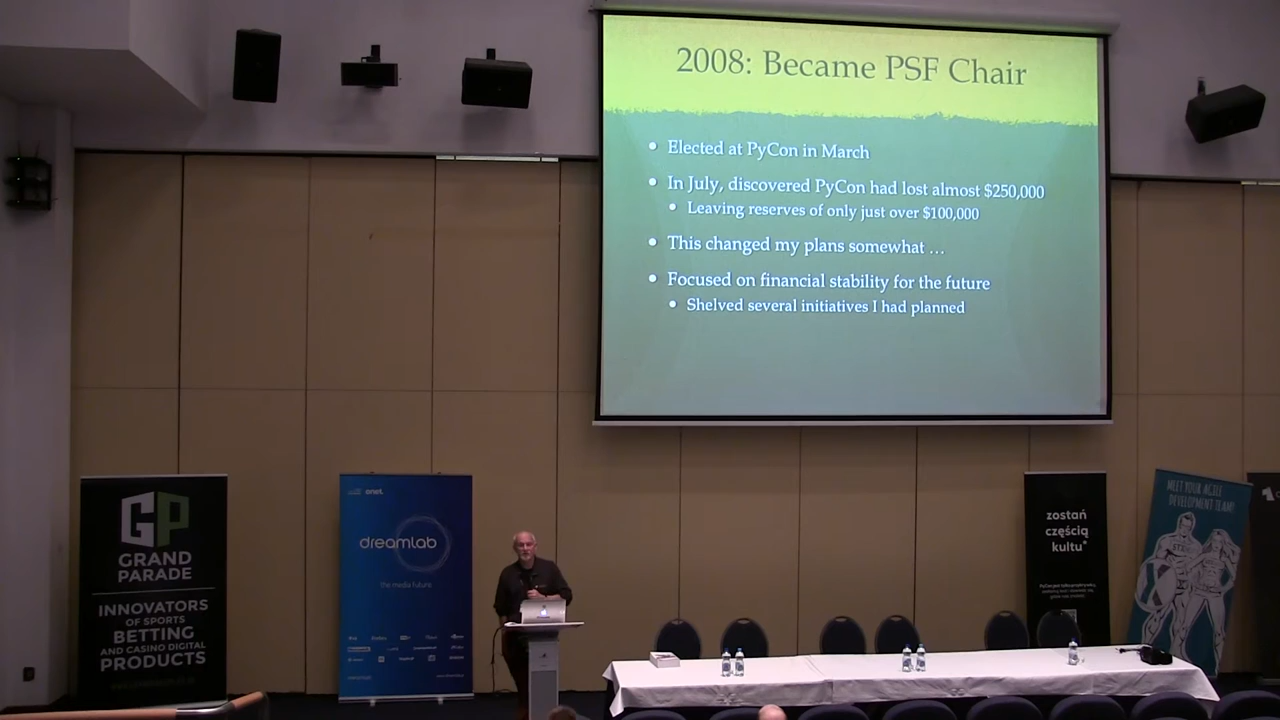 2008: Became PSF Chair
Elected at PyCon in March
In July, discovered PyCon had lost almost $250,000
Leaving reserves of only just over $100,000
This changed my plans somewhat …
Focused on financial stability for the future
Shelved several initiatives I had planned
GP
GRAND
PARADE
INNOVATORS
OF SPORTS
BETTING
AND CASINO DIGITAL
PRODUCTS
onet
dreamlab
the media future
zostań
częścią
kultu*
MEET YOUR AGILE
DEVELOPMENT TEAM!